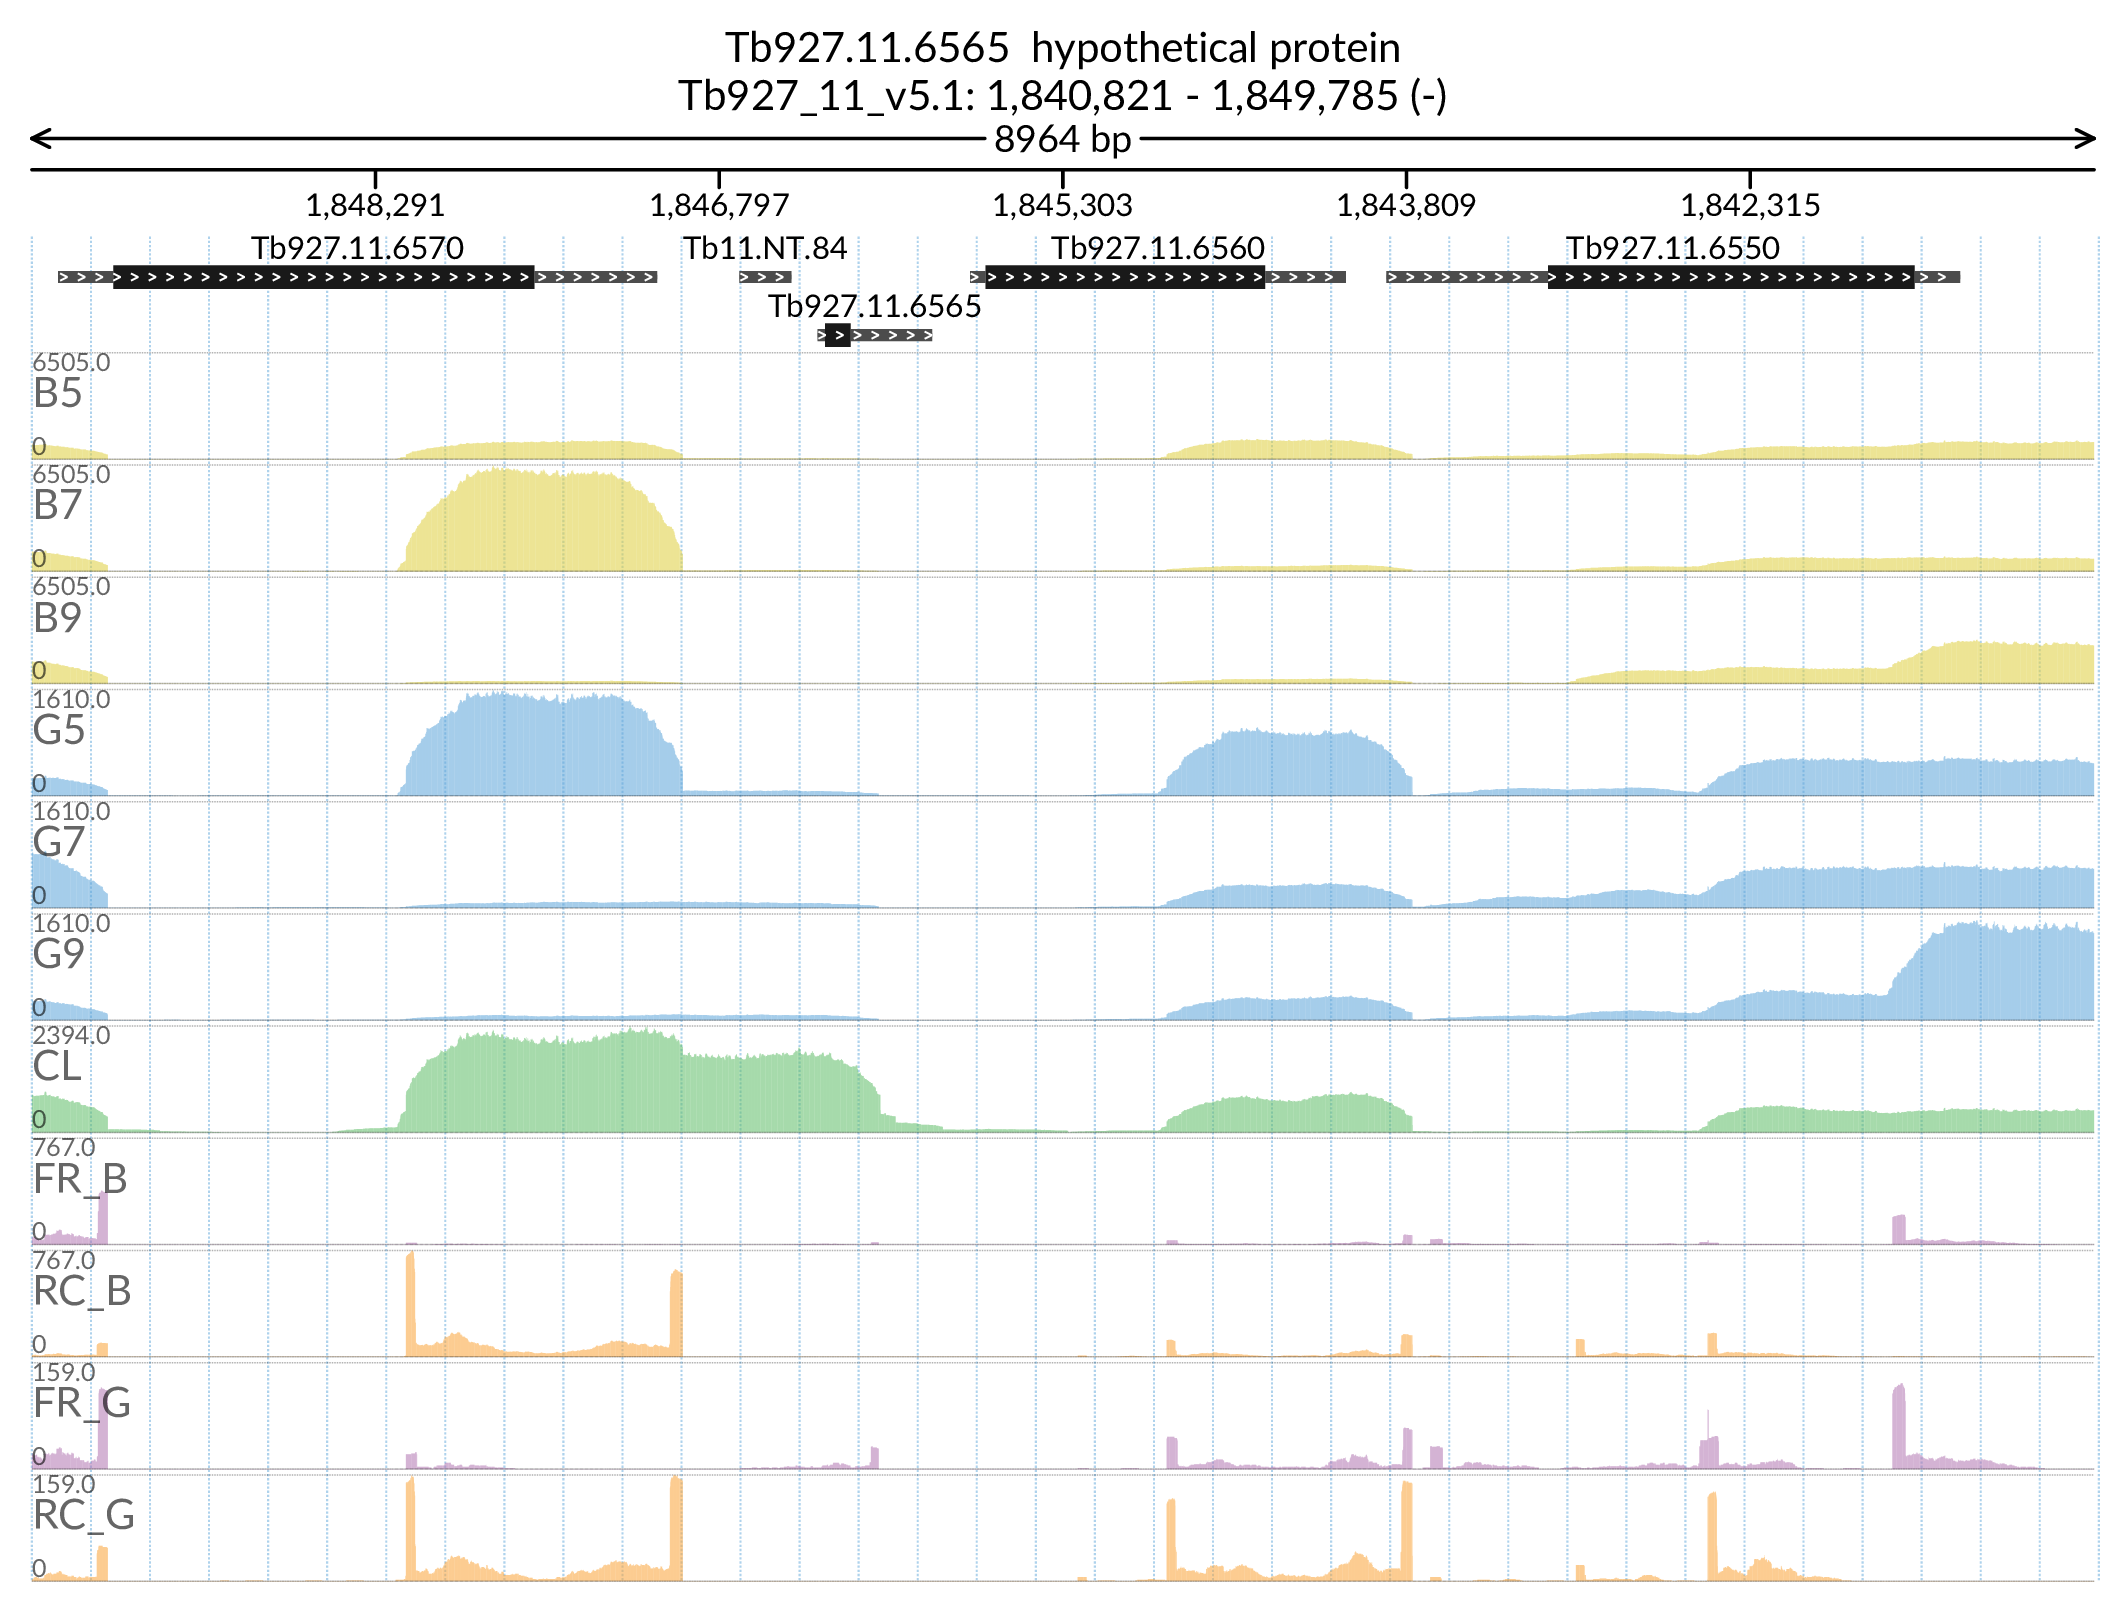 Tb927.11.6565  hypothetical protein
Tb927_11_v5.1: 1,840,821 - 1,849,785 (-)
8964 bp
1,848,291 1,846,797 1,845,303 1,843,809 1,842,315
Tb927.11.6570 Tb11.NT.84 Tb927.11.6560 Tb927.11.6550
Tb927.11.6565
6505.0
B5
0
6505.0
B7
0
6505.0
B9
0
1610.0
G5
0
1610.0
G7
0
1610.0
G9
0
2394.0
CL
0
767.0
FR_B
0
767.0
RC_B
0
159.0
FR_G
0
159.0
RC_G
0